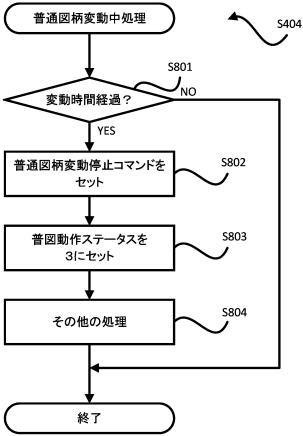 普通図柄変動中処理
S404
S801
変動時間経過？
NO
YES
普通図柄変動停止コマンドを
セット
S802
普図動作ステータスを
3にセット
S803
その他の処理
S804
終了